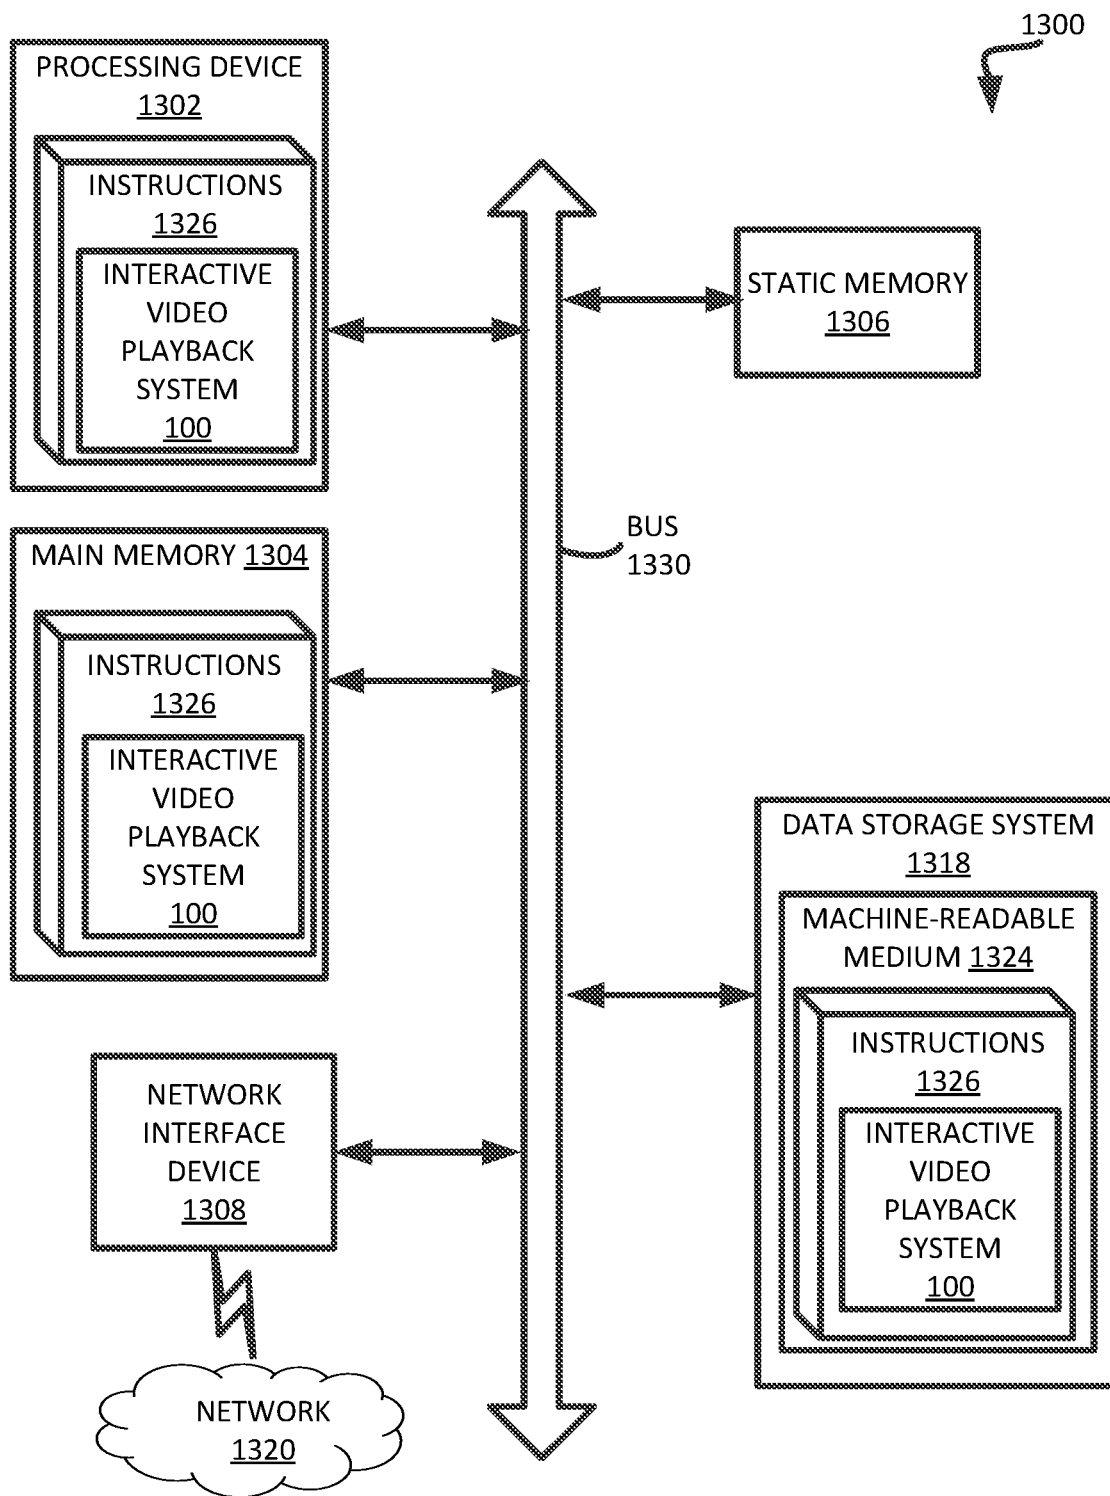 1300
PROCESSING DEVICE
1302
INSTRUCTIONS
1326
INTERACTIVE
VIDEO
PLAYBACK
SYSTEM
100
STATIC MEMORY
1306
BUS
1330
MAIN MEMORY 1304
INSTRUCTIONS
1326
INTERACTIVE
VIDEO
PLAYBACK
SYSTEM
100
DATA STORAGE SYSTEM
1318
MACHINE-READABLE
MEDIUM 1324
INSTRUCTIONS
1326
INTERACTIVE
VIDEO
PLAYBACK
SYSTEM
100
NETWORK
INTERFACE
DEVICE
1308
NETWORK
1320